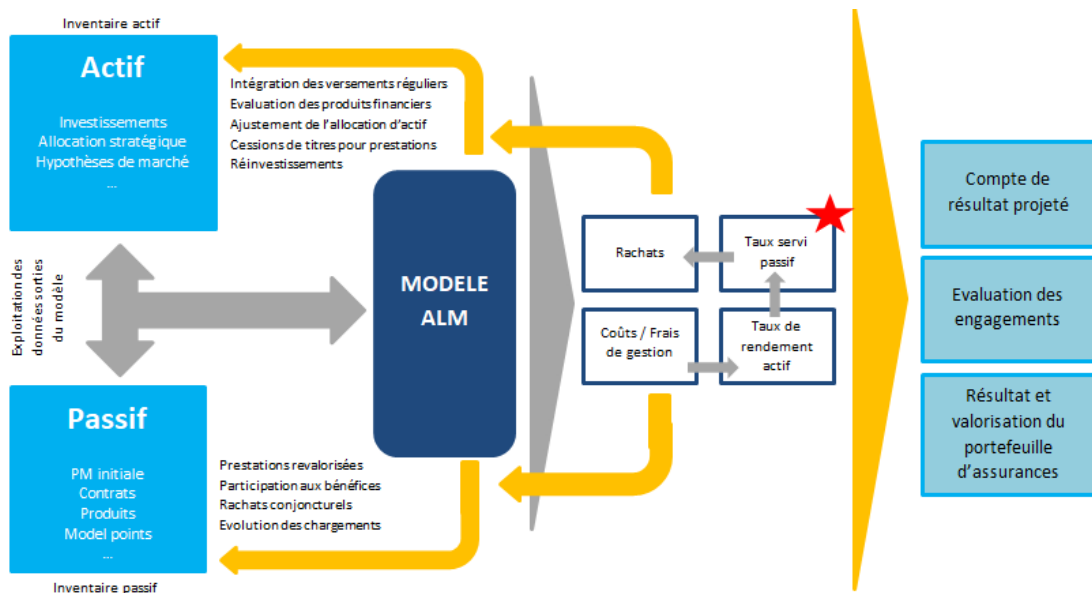 Inventaire actif
Actif
Investissements
Allocation stratégique
Hypothèses de marché
...
Intégration des versements réguliers
Evaluation des produits financiers
Ajustement de l'allocation d'actif
Cessions de titres pour prestations
Réinvestissements
Exploitation des
données sorties
du modèle
MODELE
ALM
Rachats
Taux servi
passif
Coûts / Frais
de gestion
Taux de
rendement
actif
Compte de
résultat projeté
Evaluation des
engagements
Résultat et
valorisation du
portefeuille
d'assurances
Passif
PM initiale
Contrats
Produits
Model points
...
Prestations revalorisées
Participation aux bénéfices
Rachats conjoncturels
Evolution des chargements
Inventaire passif